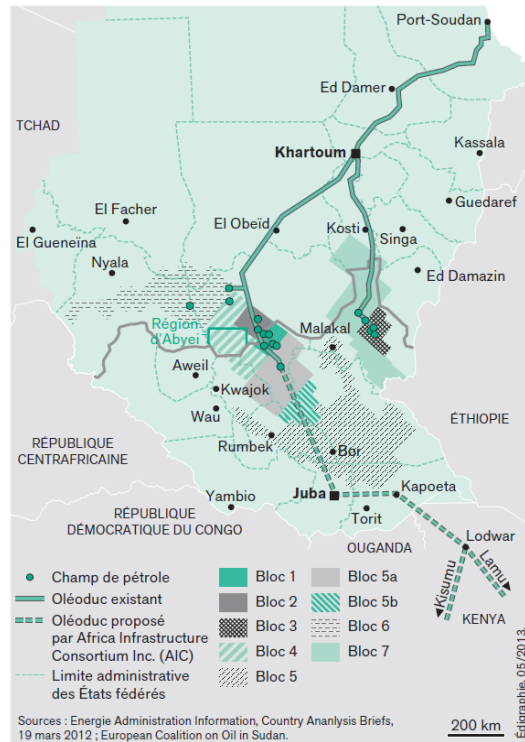 Port-Soudan
Ed Damer
TCHAD
Khartoum
Kassala
El Facher
Guedaref
El Obeïd
Kosti
Singa
El Gueneïna
Nyala
Ed Damazin
Région
d'Abyei
Malakal
Aweil
Kwajok
Wau
ÉTHIOPIE
RÉPUBLIQUE
CENTRAFRICAINE
Rumbek
Bor
Yambio
Juba
Kapoeta
Torit
RÉPUBLIQUE
DÉMOCRATIQUE DU CONGO
OUGANDA
Lodwar
Kisumu
Lamu
KENYA
Champ de pétrole
Oléoduc existant
Oléoduc proposé
par Africa Infrastructure
Consortium Inc. (AIC)
Limite administrative
des États fédérés
Bloc 1
Bloc 2
Bloc 3
Bloc 4
Bloc 5
Bloc 5a
Bloc 5b
Bloc 6
Bloc 7
Sources : Energie Administration Information, Country Ananlysis Briefs,
19 mars 2012 ; European Coalition on Oil in Sudan.
200 km
Édigraphie, 05/2013.